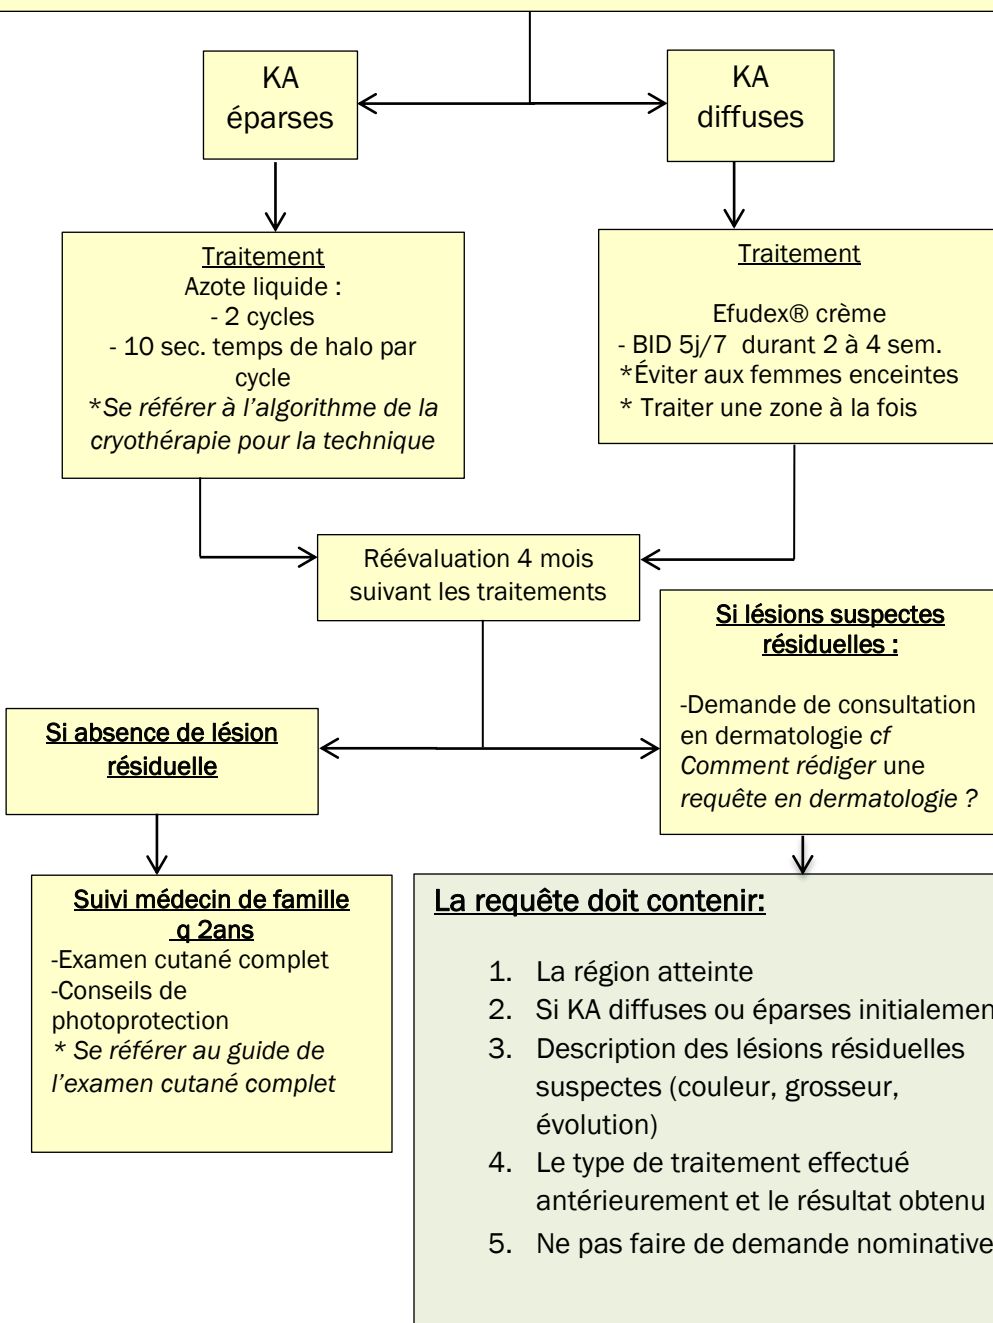 KA
éparses
KA
diffuses
Traitement
Azote liquide :
- 2 cycles
- 10 sec. temps de halo par
cycle
*Se référer à l'algorithme de la
cryothérapie pour la technique
Traitement
Efudex® crème
- BID 5j/7 durant 2 à 4 sem.
*Éviter aux femmes enceintes
* Traiter une zone à la fois
Réévaluation 4 mois
suivant les traitements
Si lésions suspectes
résiduelles :
-Demande de consultation
en dermatologie cf
Comment rédiger une
requête en dermatologie ?
Si absence de lésion
résiduelle
Suivi médecin de famille
q 2ans
-Examen cutané complet
-Conseils de
photoprotection
* Se référer au guide de
l'examen cutané complet
La requête doit contenir:
1. La région atteinte
2. Si KA diffuses ou éparses initialemen
3. Description des lésions résiduelles
suspectes (couleur, grosseur,
évolution)
4. Le type de traitement effectué
antérieurement et le résultat obtenu
5. Ne pas faire de demande nominative